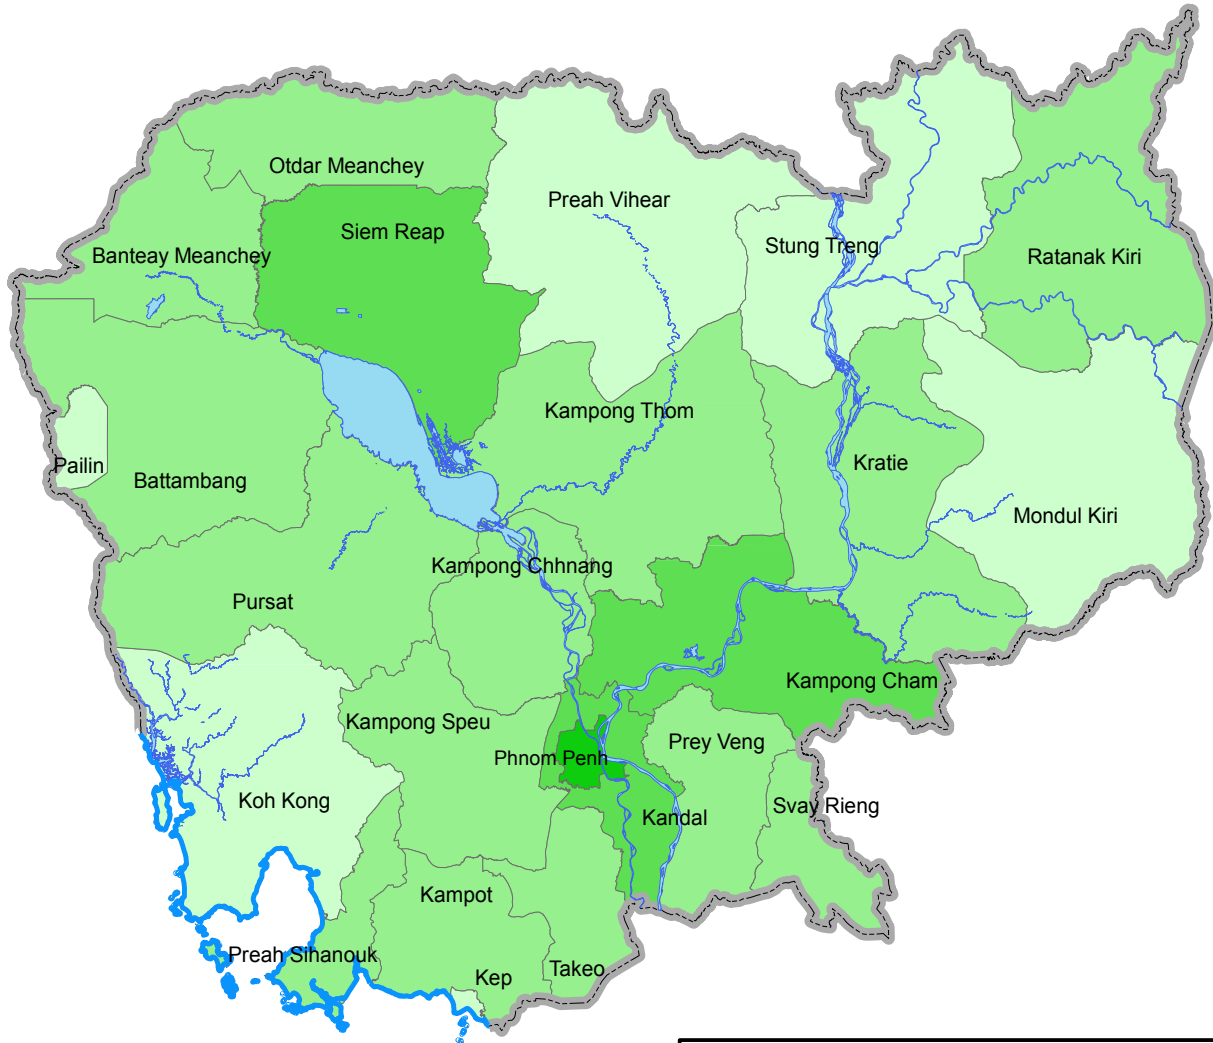 Otdar Meanchey
Preah Vihear
Siem Reap
Stung Treng
Banteay Meanchey
Ratanak Kiri
Kampong Thom
Kratie
Pailin
Battambang
Mondul Kiri
Kampong Chhnang
Pursat
Kampong Cham
Kampong Speu
Prey Veng
Phnom Penh
Koh Kong
Svay Rieng
Kandal
Kampot
Preah Sihanouk
Takeo
Kep